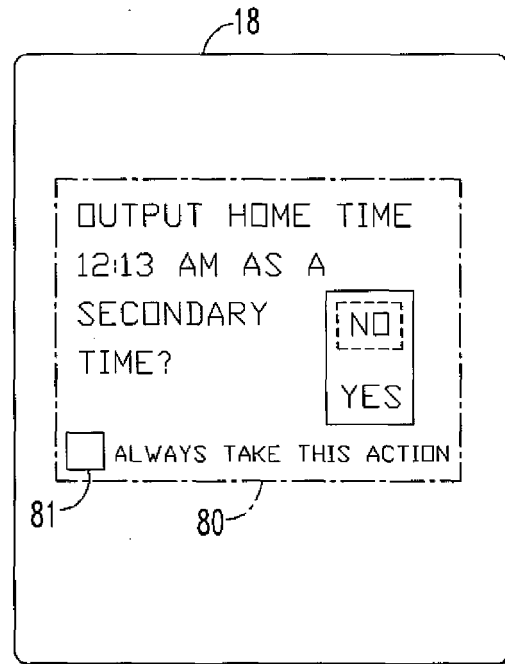 18
OUTPUT HOME TIME
12:13 AM AS A
SECONDARY
NO
TIME?
YES
ALWAYS TAKE THIS ACTION
81
80